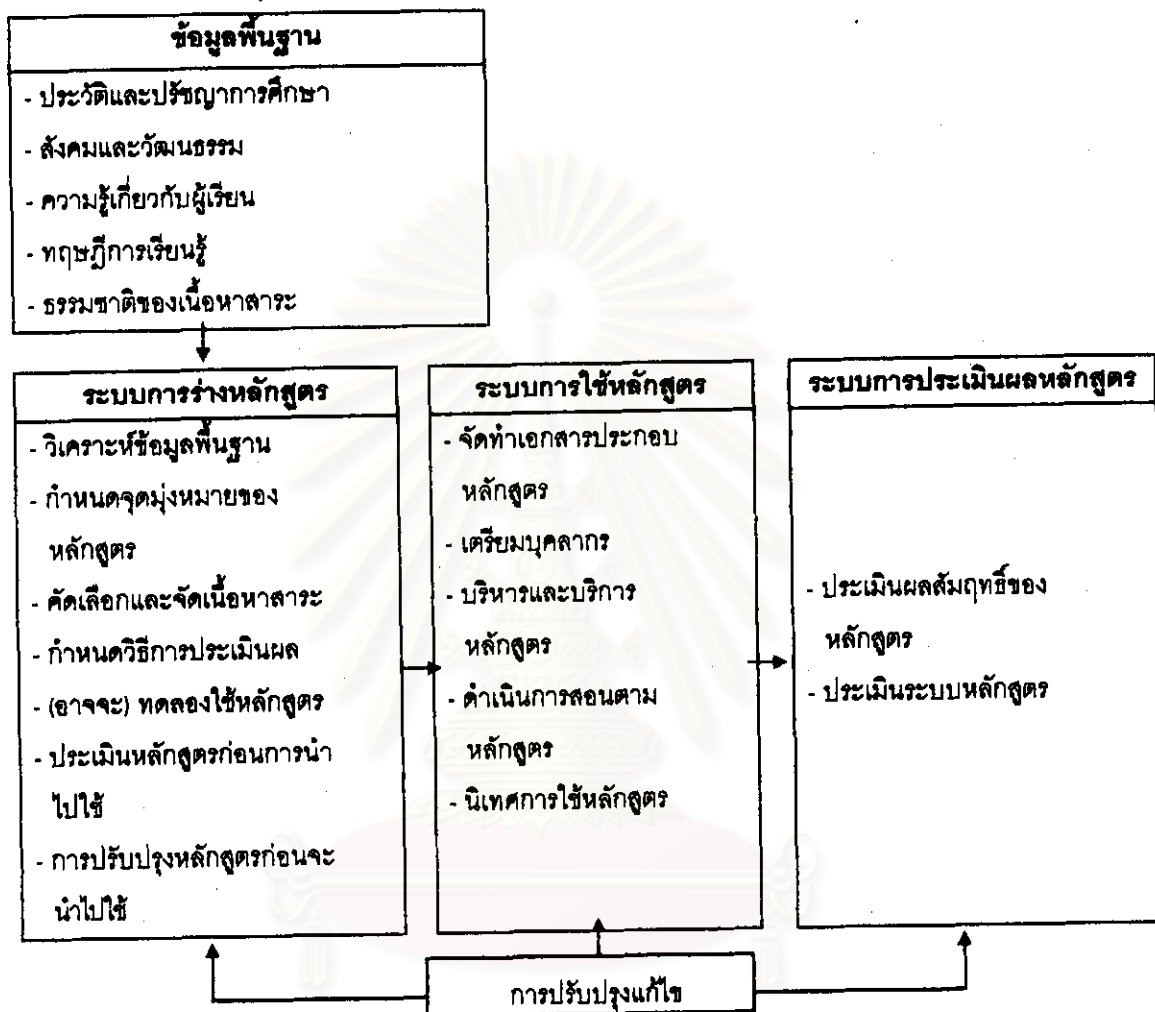 ข้อมูลพื้นฐาน
- ประวัติและปรัชญาการศึกษา
- สังคมและวัฒนธรรม
- ความรู้เกี่ยวกับผู้เรียน
- ทฤษฎีการเรียนรู้
- ธรรมชาติของเนื้อหาสาระ
ระบบการร่างหลักสูตร
- วิเคราะห์ข้อมูลพื้นฐาน
- กำหนดจุดมุ่งหมายของ
หลักสูตร
- คัดเลือกและจัดเนื้อหาสาระ
- กำหนดวิธีการประเมินผล
- (อาจจะ) ทดลองใช้หลักสูตร
- ประเมินหลักสูตรก่อนการนำ
ไปใช้
- การปรับปรุงหลักสูตรก่อนจะ
นำไปใช้
ระบบการใช้หลักสูตร
- จัดทำเอกสารประกอบ
หลักสูตร
- เตรียมบุคลากร
- บริหารและบริการ
หลักสูตร
- ดำเนินการสอนตาม
หลักสูตร
- นิเทศการใช้หลักสูตร
ระบบการประเมินผลหลักสูตร
- ประเมินผลสัมฤทธิ์ของ
หลักสูตร
- ประเมินระบบหลักสูตร
การปรับปรุงแก้ไข